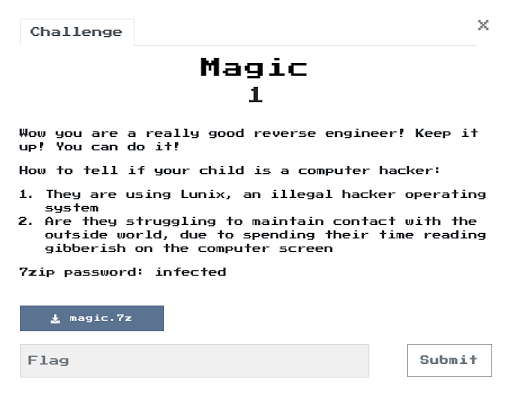 Challenge
×
Magic
1
Wow you are a really good reverse engineer! Keep it
up! You can do it!
How to tell if your child is a computer hacker:
1. They are using Lunix, an illegal hacker operating
system
2. Are they struggling to maintain contact with the
outside world, due to spending their time reading
gibberish on the computer screen
7zip password: infected
magic.7z
Flag
Submit